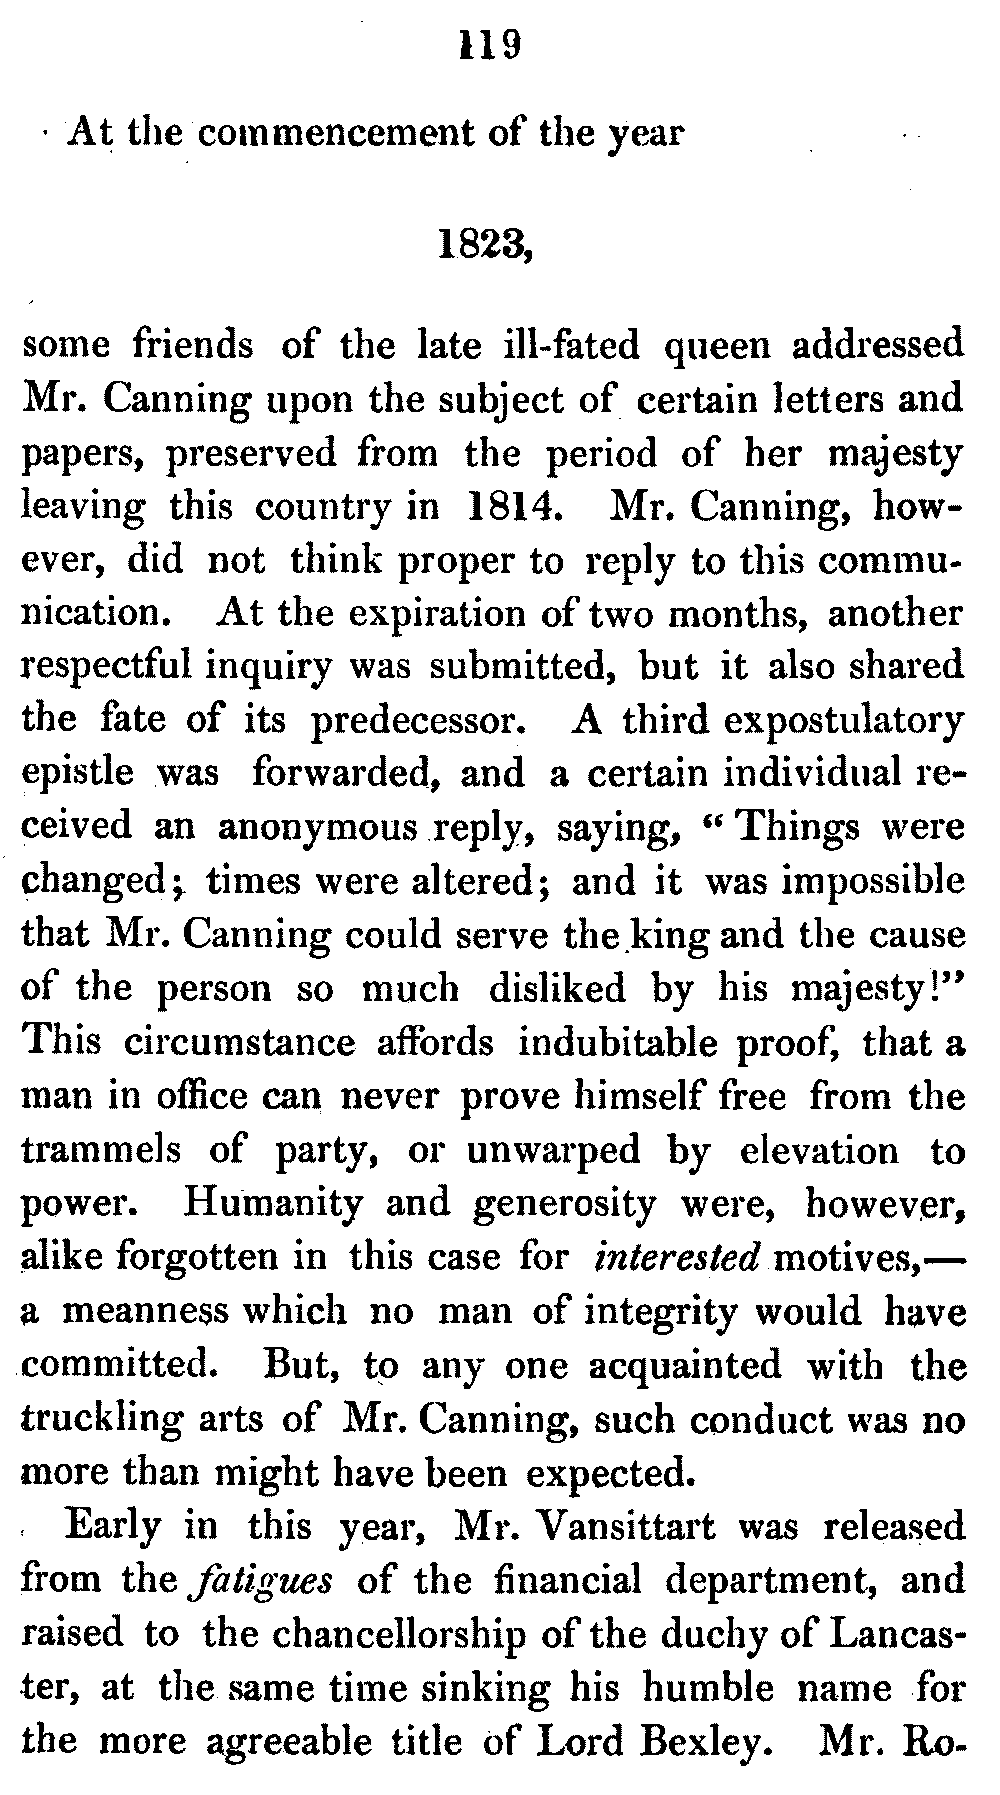 119
At the commencement of the year
1823,
some friends of the late ill-fated queen addressed
Mr. Canning upon the subject of certain letters and
papers, preserved from the period of her majesty
leaving this country in 1814. Mr. Canning, how-
ever, did not think proper to reply to this commu-
nication. At the expiration of two months, another
respectful inquiry was submitted, but it also shared
the fate of its predecessor. A third expostulatory
epistle was forwarded, and a certain individual re-
ceived an anonymous reply, saying, “ Things were
changed; times were altered; and it was impossible
that Mr. Canning could serve the king and the cause
of the person so much disliked by his majesty!”
This circumstance affords indubitable proof, that a
man in office can never prove himself free from the
trammels of party, or unwarped by elevation to
power. Humanity and generosity were, however,
alike forgotten in this case for interested motives,—
a meanness which no man of integrity would have
committed. But, to any one acquainted with the
truckling arts of Mr. Canning, such conduct was no
more than might have been expected.
Early in this year, Mr. Vansittart was released
from the fatigues of the financial department, and
raised to the chancellorship of the duchy of Lancas-
ter, at the same time sinking his humble name for
the more agreeable title of Lord Bexley. Mr. Ro-